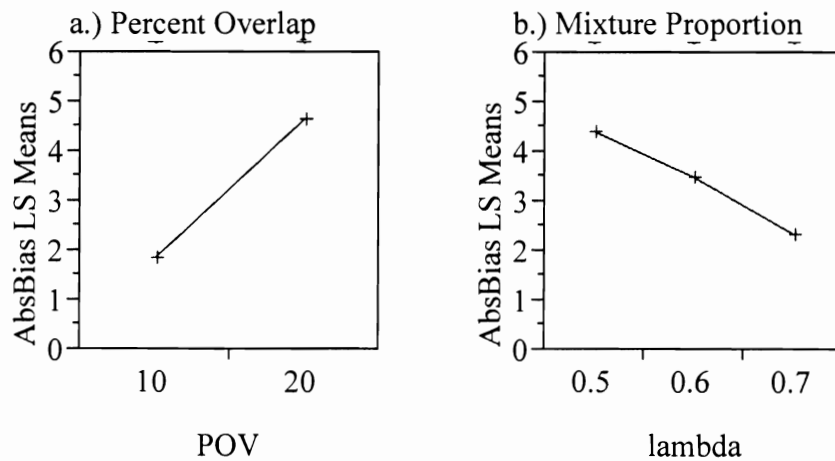 a.) Percent Overlap
6
5
4
3
2
1
0
AbsBias LS Means
10 20
POV
b.) Mixture Proportion
6
5
4
3
2
1
0
AbsBias LS Means
0.5 0.6 0.7
lambda